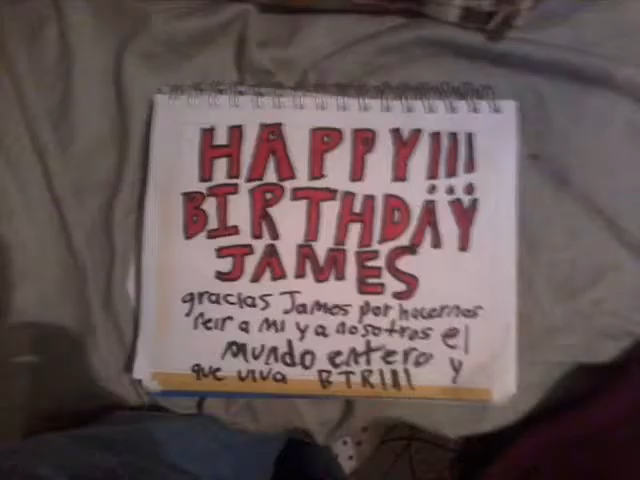 HAPPY!!!
BIRTHDAY
JAMES
gracias James por hacernos
reir a mi y a nosotros el
mundo entero y
que viva BTR!!!